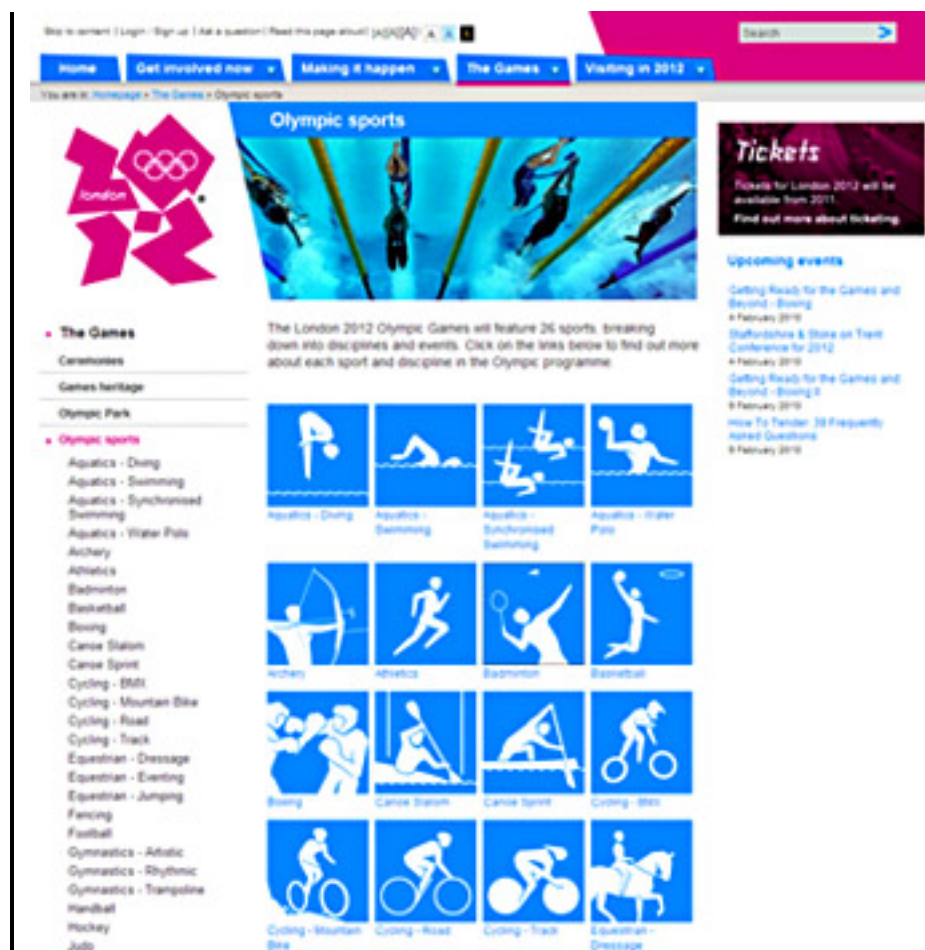 Skip to content | Login / Sign up | Ask a question | Read this page aloud | [A][A][A] A A
Search
Home
Get involved now
Making it happen
The Games
Visiting in 2012
You are in: Homepage > The Games > Olympic sports
london
Olympic sports
Tickets
Tickets for London 2012 will be
available from 2011.
Find out more about ticketing.
Upcoming events
Getting Ready for the Games and
Beyond - Boxing
4 February 2010
Staffordshire & Stoke on Trent
Conference for 2012
4 February 2010
Getting Ready for the Games and
Beyond - Boxing II
9 February 2010
How To Tender: 39 Frequently
Asked Questions
9 February 2010
The Games
Ceremonies
Games heritage
Olympic Park
Olympic sports
Aquatics - Diving
Aquatics - Swimming
Aquatics - Synchronised
Swimming
Aquatics - Water Polo
Archery
Athletics
Badminton
Basketball
Boxing
Canoe Slalom
Canoe Sprint
Cycling - BMX
Cycling - Mountain Bike
Cycling - Road
Cycling - Track
Equestrian - Dressage
Equestrian - Eventing
Equestrian - Jumping
Fencing
Football
Gymnastics - Artistic
Gymnastics - Rhythmic
Gymnastics - Trampoline
Handball
Hockey
Judo
The London 2012 Olympic Games will feature 26 sports, breaking
down into disciplines and events. Click on the links below to find out more
about each sport and discipline in the Olympic programme
Aquatics - Diving
Aquatics -
Swimming
Aquatics -
Synchronised
Swimming
Aquatics - Water
Polo
Archery
Athletics
Badminton
Basketball
Boxing
Canoe Slalom
Canoe Sprint
Cycling - BMX
Cycling - Mountain
Bike
Cycling - Road
Cycling - Track
Equestrian -
Dressage